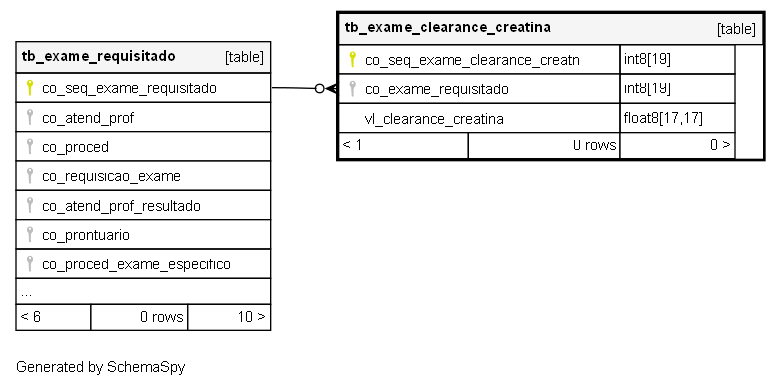 tb_exame_clearance_creatina [table]
co_seq_exame_clearance_creatn int8[19]
co_exame_requisitado int8[19]
vl_clearance_creatina float8[17,17]
< 1 0 rows 0 >
tb_exame_requisitado [table]
co_seq_exame_requisitado
co_atend_prof
co_proced
co_requisicao_exame
co_atend_prof_resultado
co_prontuario
co_proced_exame_especifico
...
< 6 0 rows 10 >
Generated by SchemaSpy